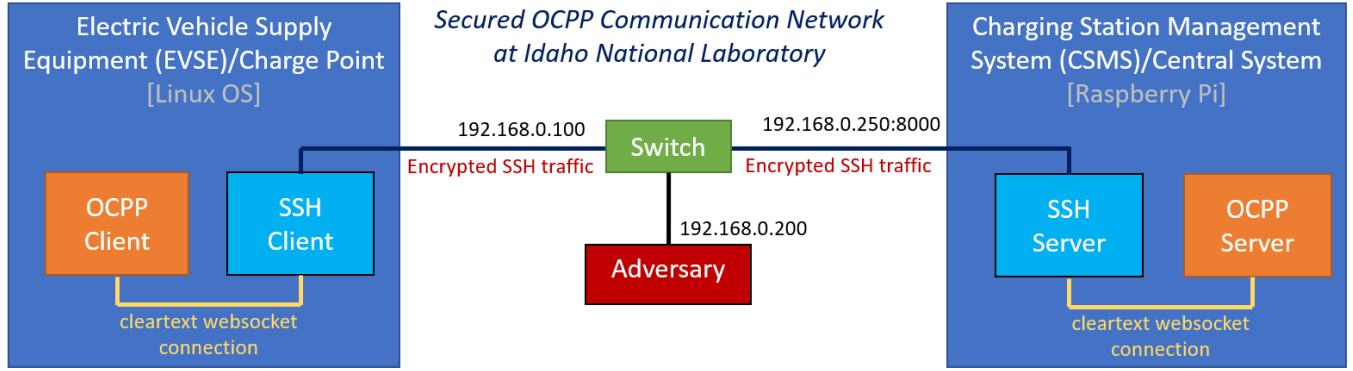 Electric Vehicle Supply
Equipment (EVSE)/Charge Point
[Linux OS]
OCPP
Client
SSH
Client
cleartext websocket
connection
Secured OCPP Communication Network
at Idaho National Laboratory
192.168.0.100
Encrypted SSH traffic
Switch
192.168.0.250:8000
Encrypted SSH traffic
192.168.0.200
Adversary
Charging Station Management
System (CSMS)/Central System
[Raspberry Pi]
SSH
Server
OCPP
Server
cleartext websocket
connection